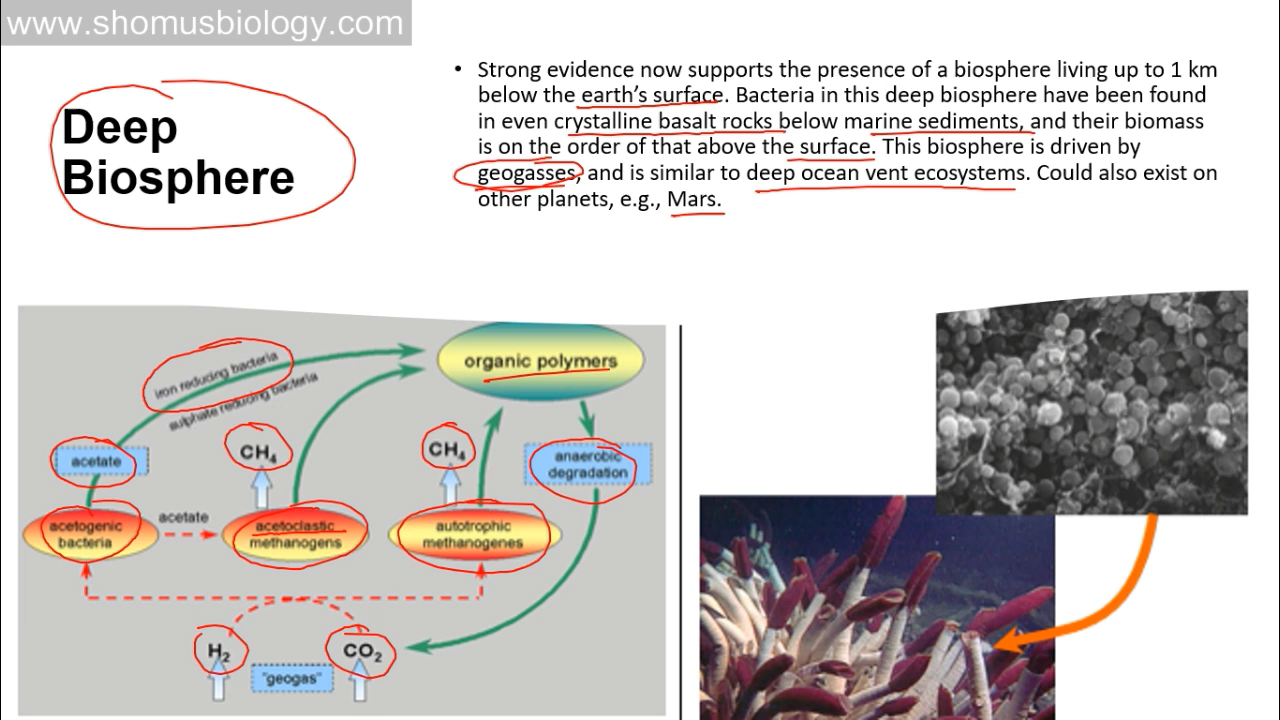 www.shomusbiology.com
Deep
Biosphere
• Strong evidence now supports the presence of a biosphere living up to 1 km
below the earth's surface. Bacteria in this deep biosphere have been found
in even crystalline basalt rocks below marine sediments, and their biomass
is on the order of that above the surface. This biosphere is driven by
geogasses, and is similar to deep ocean vent ecosystems. Could also exist on
other planets, e.g., Mars.
organic polymers
iron reducing bacteria
sulphate reducing bacteria
CH₄
CH₄
acetate
anaerobic
degradation
acetogenic
bacteria
acetate
acetoclastic
methanogens
autotrophic
methanogenes
H₂
CO₂
"geogas"